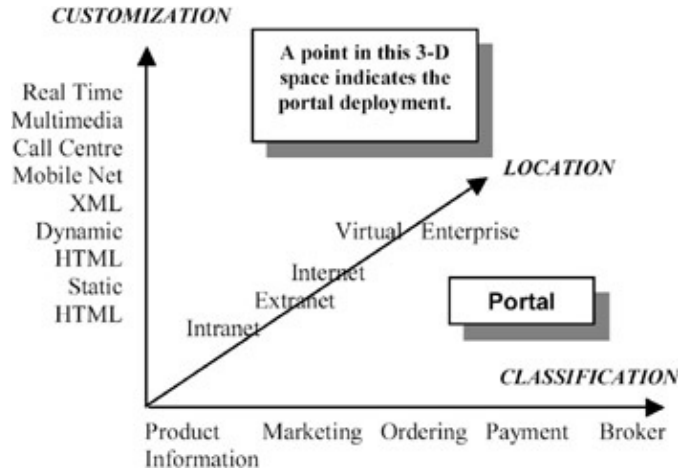 CUSTOMIZATION
A point in this 3-D
space indicates the
portal deployment.
Real Time
Multimedia
Call Centre
Mobile Net
XML
Dynamic
HTML
Static
HTML
LOCATION
Virtual Enterprise
Internet
Extranet
Intranet
Portal
CLASSIFICATION
Product Marketing Ordering Payment Broker
Information